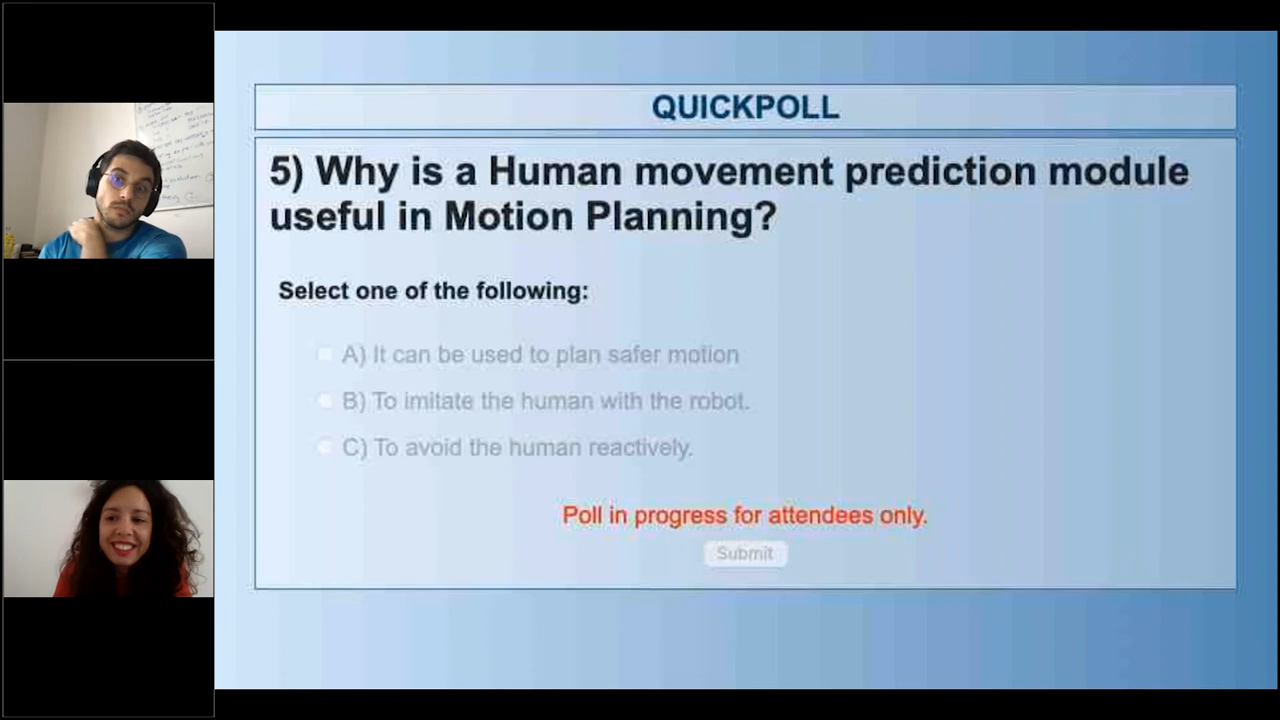 QUICKPOLL
5) Why is a Human movement prediction module
useful in Motion Planning?
Select one of the following:
A) It can be used to plan safer motion
B) To imitate the human with the robot.
C) To avoid the human reactively.
Poll in progress for attendees only.
Submit